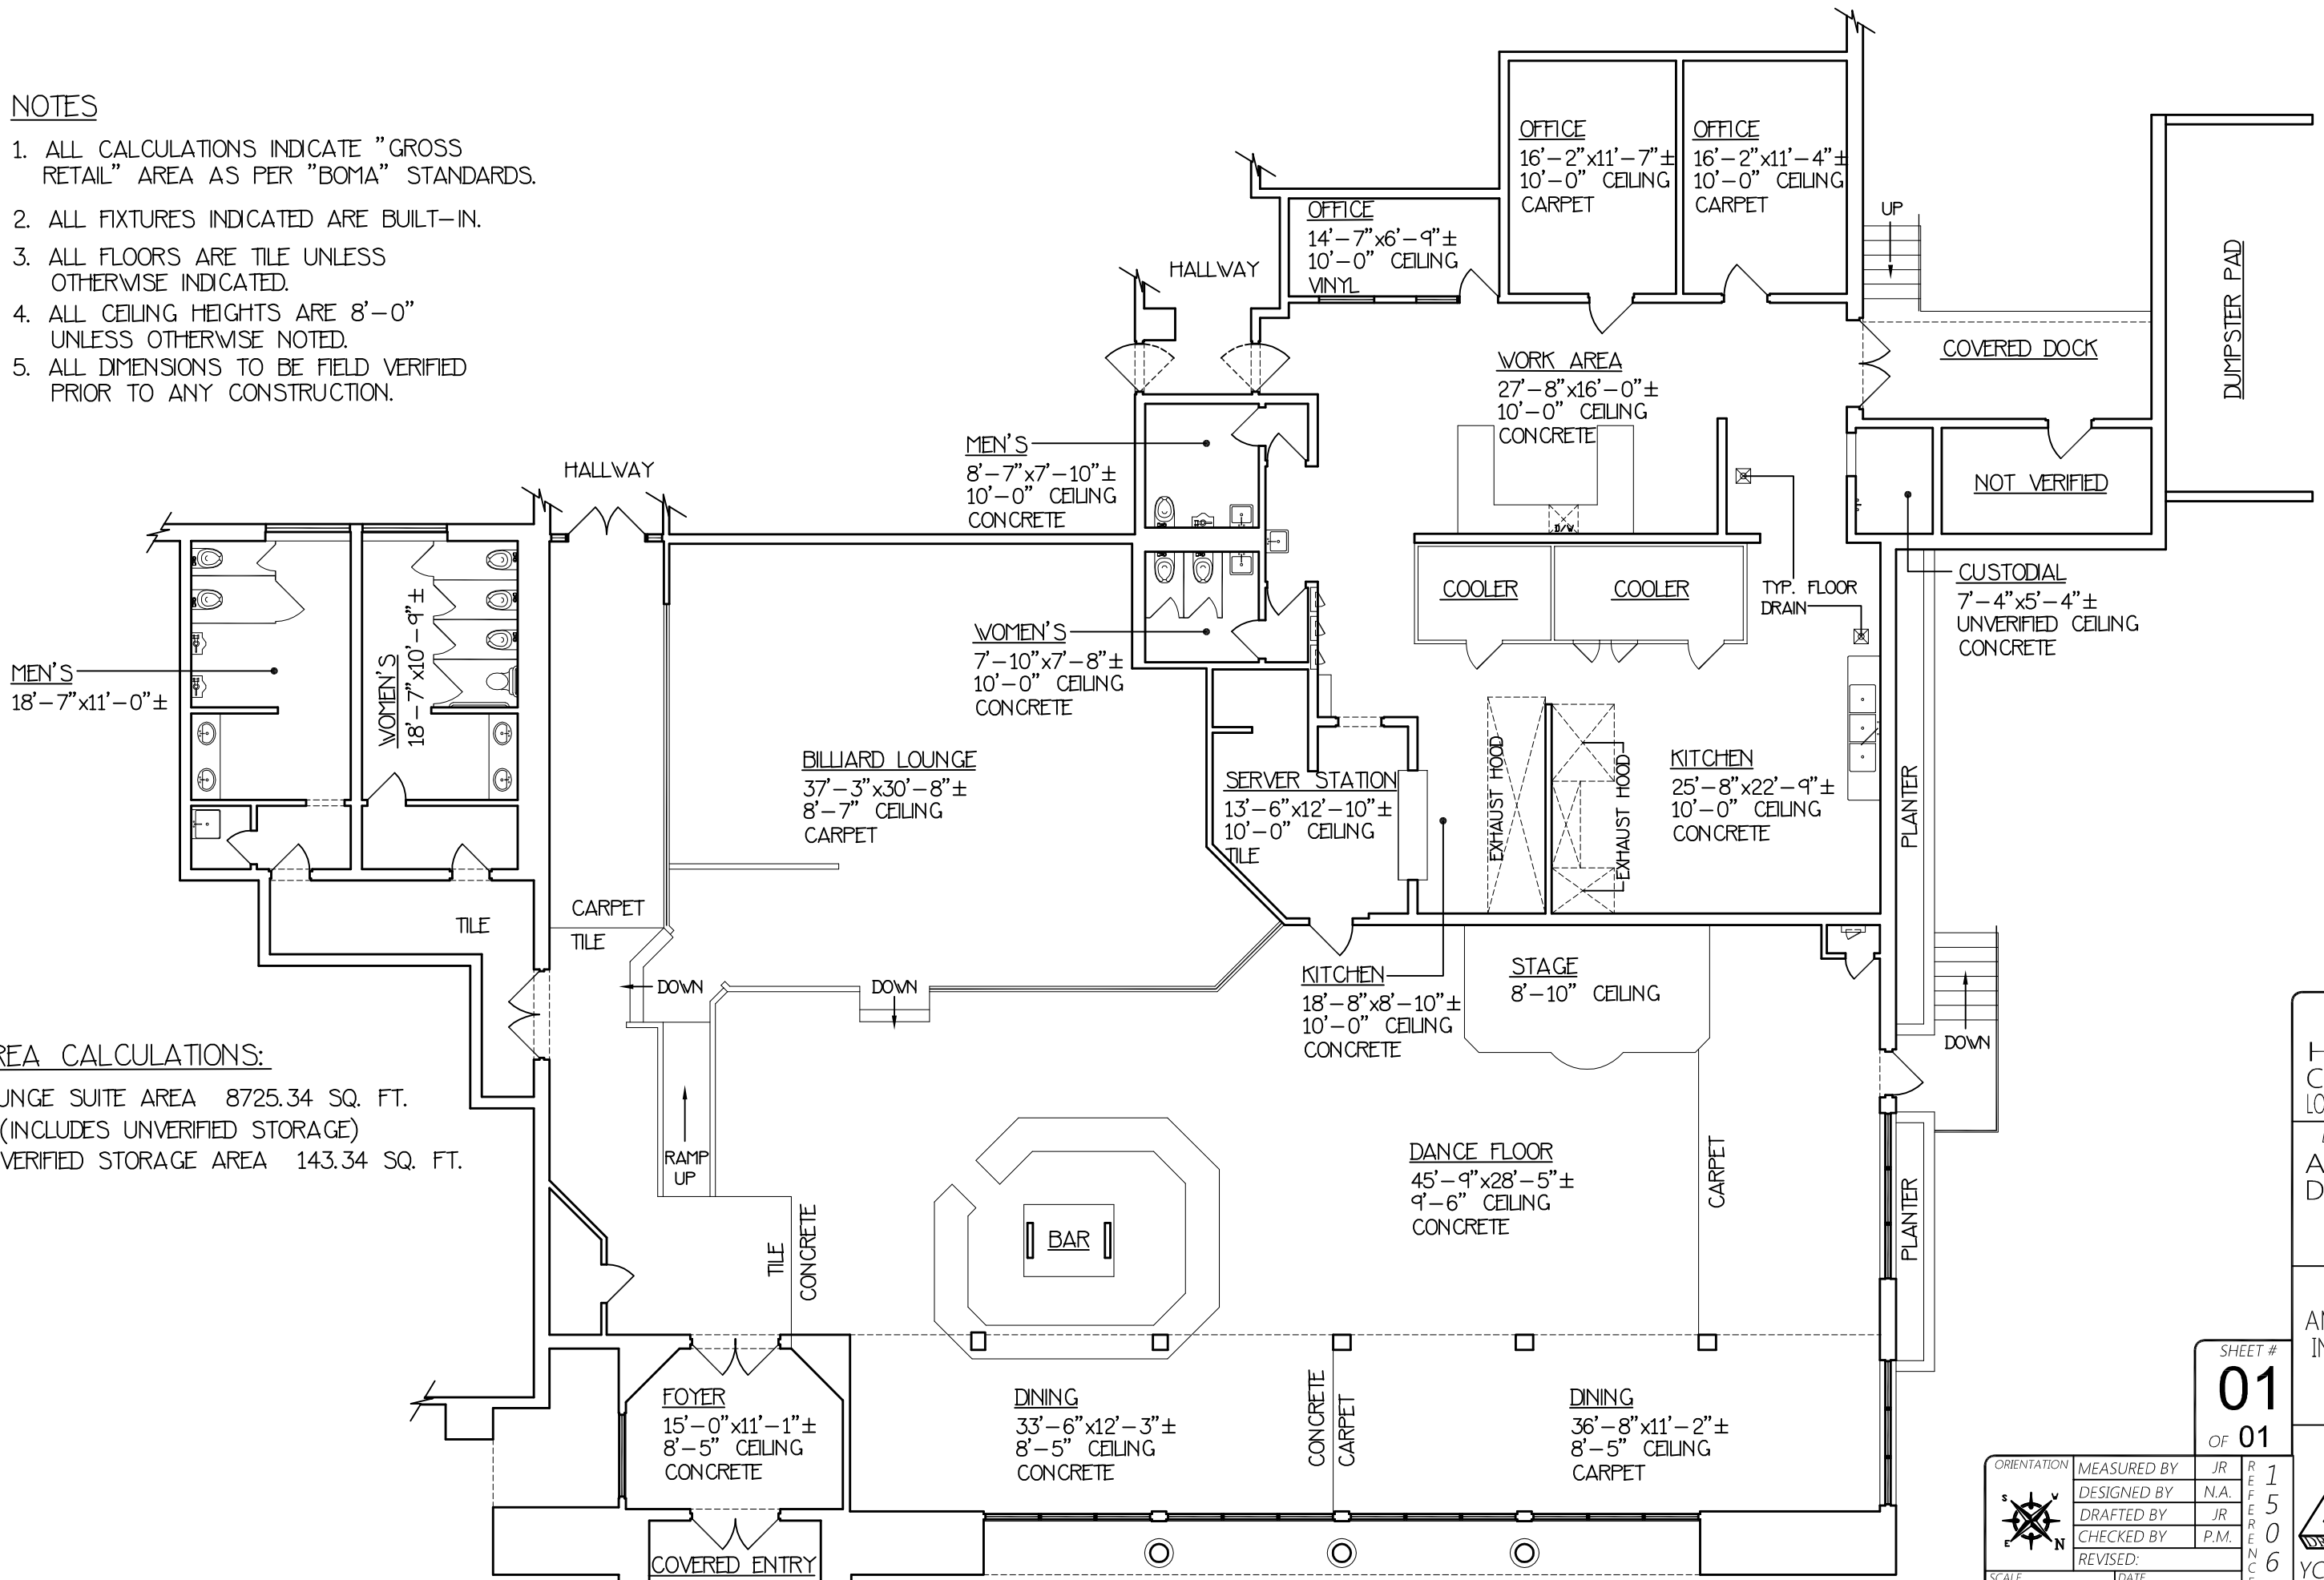 NOTES
1. ALL CALCULATIONS INDICATE "GROSS
RETAIL" AREA AS PER "BOMA" STANDARDS.
2. ALL FIXTURES INDICATED ARE BUILT-IN.
3. ALL FLOORS ARE TILE UNLESS
OTHERWISE INDICATED.
4. ALL CEILING HEIGHTS ARE 8'-0"
UNLESS OTHERWISE NOTED.
5. ALL DIMENSIONS TO BE FIELD VERIFIED
PRIOR TO ANY CONSTRUCTION.
OFFICE
16'-2"x11'-7"±
10'-0" CEILING
CARPET
OFFICE
16'-2"x11'-4"±
10'-0" CEILING
CARPET
OFFICE
14'-7"x6'-9"±
10'-0" CEILING
VINYL
UP
HALLWAY
DUMPSTER PAD
COVERED DOCK
WORK AREA
27'-8"x16'-0"±
10'-0" CEILING
CONCRETE
MEN'S
8'-7"x7'-10"±
10'-0" CEILING
CONCRETE
HALLWAY
NOT VERIFIED
D/W
COOLER
COOLER
TYP. FLOOR
DRAIN
CUSTODIAL
7'-4"x5'-4"±
UNVERIFIED CEILING
CONCRETE
WOMEN'S
7'-10"x7'-8"±
10'-0" CEILING
CONCRETE
MEN'S
18'-7"x11'-0"±
WOMEN'S
18'-7"x10'-9"±
BILLIARD LOUNGE
37'-3"x30'-8"±
8'-7" CEILING
CARPET
SERVER STATION
13'-6"x12'-10"±
10'-0" CEILING
TILE
EXHAUST HOOD
EXHAUST HOOD
KITCHEN
25'-8"x22'-9"±
10'-0" CEILING
CONCRETE
PLANTER
TILE
CARPET
TILE
DOWN
DOWN
KITCHEN
18'-8"x8'-10"±
10'-0" CEILING
CONCRETE
STAGE
8'-10" CEILING
DOWN
REA CALCULATIONS:
UNGE SUITE AREA 8725.34 SQ. FT.
(INCLUDES UNVERIFIED STORAGE)
VERIFIED STORAGE AREA 143.34 SQ. FT.
RAMP
UP
TILE
CONCRETE
BAR
DANCE FLOOR
45'-9"x28'-5"±
9'-6" CEILING
CONCRETE
CARPET
PLANTER
FOYER
15'-0"x11'-1"±
8'-5" CEILING
CONCRETE
DINING
33'-6"x12'-3"±
8'-5" CEILING
CONCRETE
CONCRETE
CARPET
DINING
36'-8"x11'-2"±
8'-5" CEILING
CARPET
COVERED ENTRY
SHEET #
01
OF 01
ORIENTATION
S W
E N
MEASURED BY JR
DESIGNED BY N.A.
DRAFTED BY JR
CHECKED BY P.M.
REVISED:
SCALE DATE
REFERENC
1506